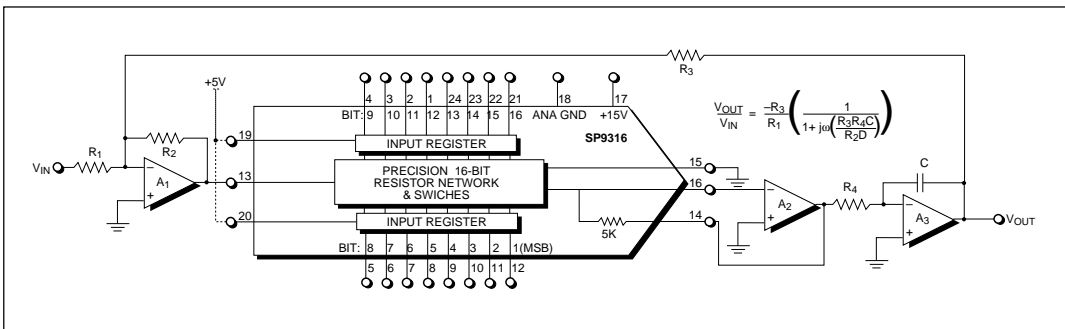 R3
+5V
4 3 2 1 24 23 22 21 18 17
BIT: 9 10 11 12 13 14 15 16 ANA GND +15V
VOUT/VIN = –R3/R1 (1/(1+ jω(R3R4C/R2D)))
19 INPUT REGISTER SP9316
R2
VIN R1 – A1 +
13 PRECISION 16-BIT
RESISTOR NETWORK
& SWICHES
15
16 – A2 +
R4 C – A3 + VOUT
20 INPUT REGISTER
5K 14
BIT: 8 7 6 5 4 3 2 1(MSB)
5 6 7 8 9 10 11 12